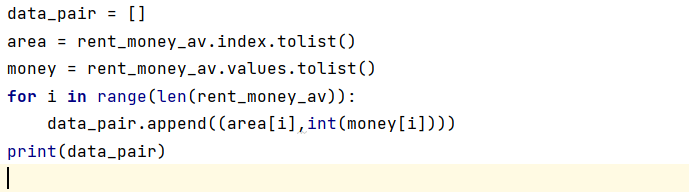 data_pair = []
area = rent_money_av.index.tolist()
money = rent_money_av.values.tolist()
for i in range(len(rent_money_av)):
    data_pair.append((area[i],int(money[i])))
print(data_pair)